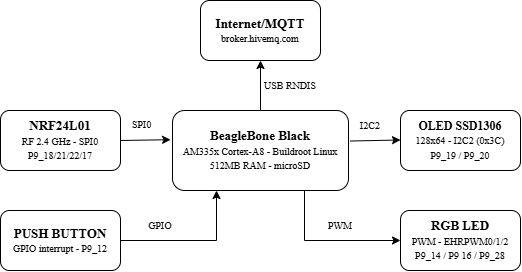 Internet/MQTT
broker.hivemq.com
USB RNDIS
NRF24L01
RF 2.4 GHz - SPI0
P9_18/21/22/17
SPI0
BeagleBone Black
AM335x Cortex-A8 - Buildroot Linux
512MB RAM - microSD
I2C2
OLED SSD1306
128x64 - I2C2 (0x3C)
P9_19 / P9_20
PUSH BUTTON
GPIO interrupt - P9_12
GPIO
PWM
RGB LED
PWM - EHRPWM0/1/2
P9_14 / P9 16 / P9_28